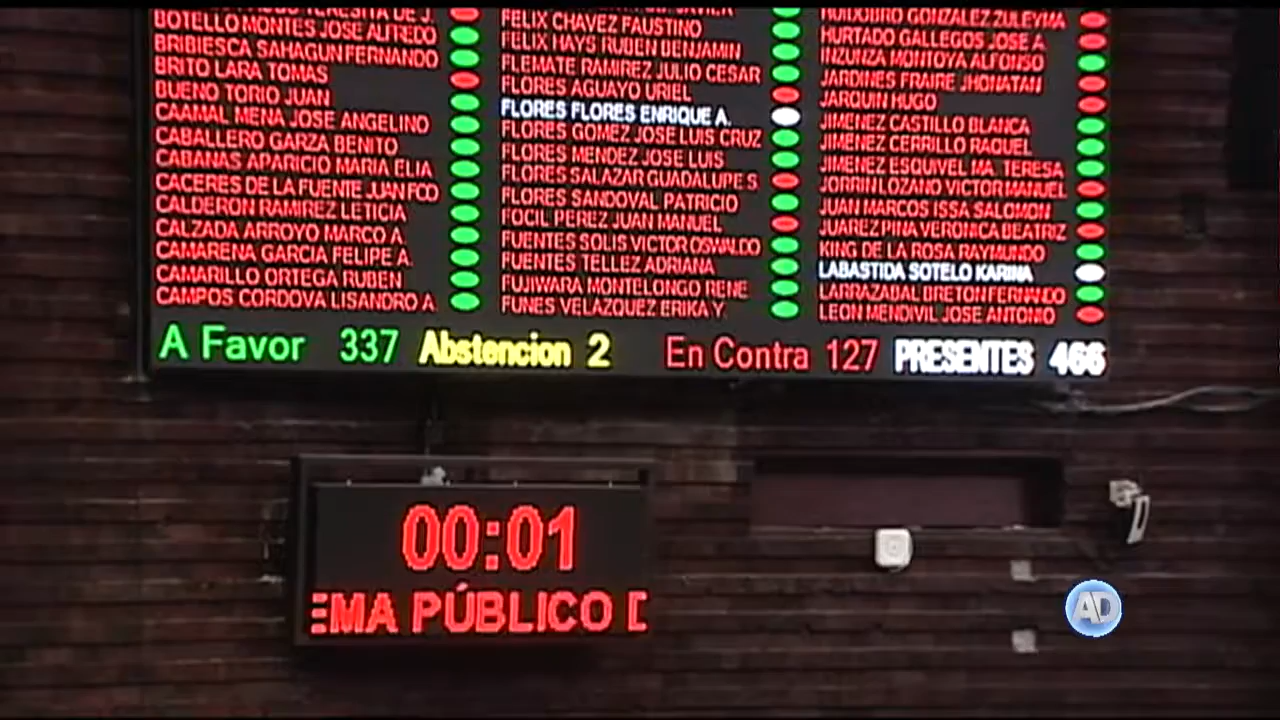 BOTELLO MONTES JOSE ALFREDO
BRIBIESCA SAHAGUN FERNANDO
BRITO LARA TOMAS
BUENO TORIO JUAN
CAAMAL MENA JOSE ANGELINO
CABALLERO GARZA BENITO
CABANAS APARICIO MARIA ELIA
CACERES DE LA FUENTE JUAN FCO
CALDERON RAMIREZ LETICIA
CALZADA ARROYO MARCO A
CAMARENA GARCIA FELIPE A.
CAMARILLO ORTEGA RUBEN
CAMPOS CORDOVA LISANDRO A
FELIX CHAVEZ FAUSTINO
FELIX HAYS RUBEN BENJAMIN
FLEMATE RAMIREZ JULIO CESAR
FLORES AGUAYO URIEL
FLORES FLORES ENRIQUE A.
FLORES GOMEZ JOSE LUIS CRUZ
FLORES MENDEZ JOSE LUIS
FLORES SALAZAR GUADALUPE S
FLORES SANDOVAL PATRICIO
FOCIL PEREZ JUAN MANUEL
FUENTES SOLIS VICTOR OSWALDO
FUENTES TELLEZ ADRIANA
FUJIWARA MONTELONGO RENE
FUNES VELAZQUEZ ERIKA Y
HUIDOBRO GONZALEZ ZULEYMA
HURTADO GALLEGOS JOSE A
INZUNZA MONTOYA ALFONSO
JARDINES FRAIRE JHONATAN
JARQUIN HUGO
JIMENEZ CASTILLO BLANCA
JIMENEZ CERRILLO RAQUEL
JIMENEZ ESQUIVEL MA. TERESA
JORRIN LOZANO VICTOR MANUEL
JUAN MARCOS ISSA SALOMON
JUAREZ PINA VERONICA BEATRIZ
KING DE LA ROSA RAYMUNDO
LABASTIDA SOTELO KARINA
LARRAZABAL BRETON FERNANDO
LEON MENDIVIL JOSE ANTONIO
A Favor 337 Abstencion 2 En Contra 127 PRESENTES 466
00:01
EMA PÚBLICO D
AD